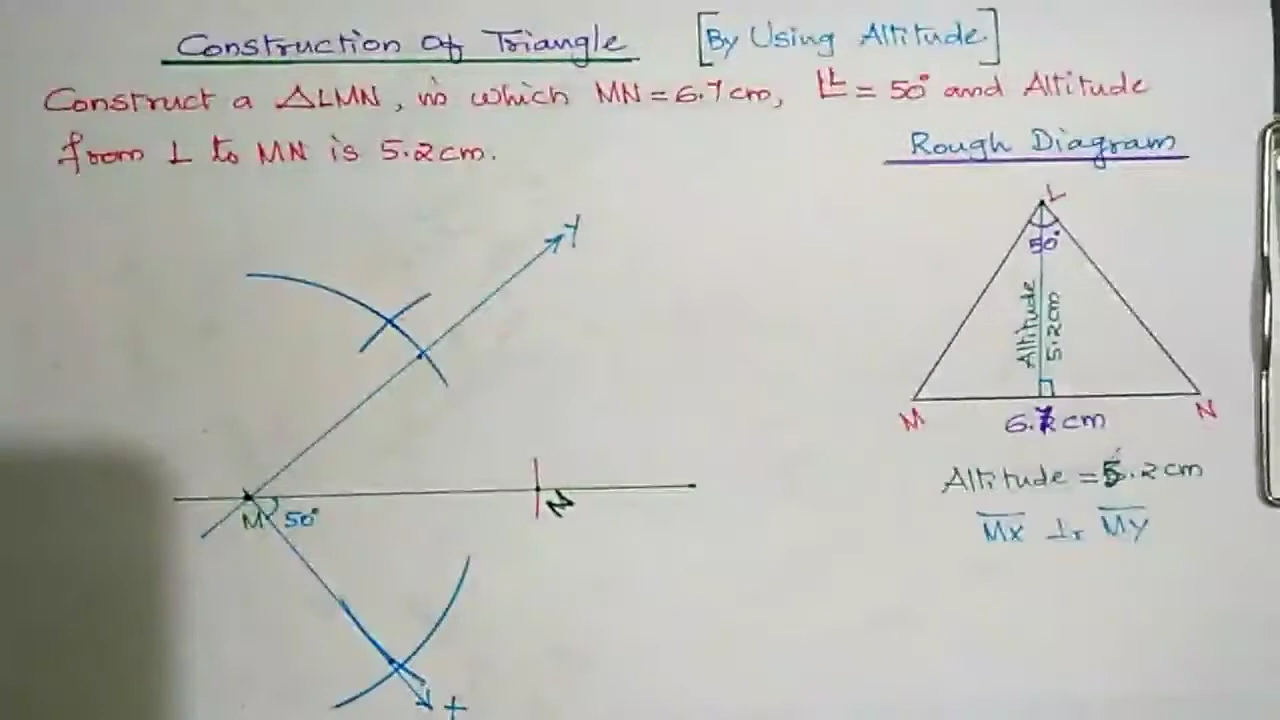 Construction Of Triangle [By Using Altitude]
Construct a △LMN, in which MN = 6.7 cm, ∟L = 50° and Altitude
from L to MN is 5.2 cm.
Rough Diagram
L
50°
Altitude
5.2cm
M
N
6.7 cm
Altitude = 5.2 cm
MX ⊥r MY
Y
M
50°
N
X